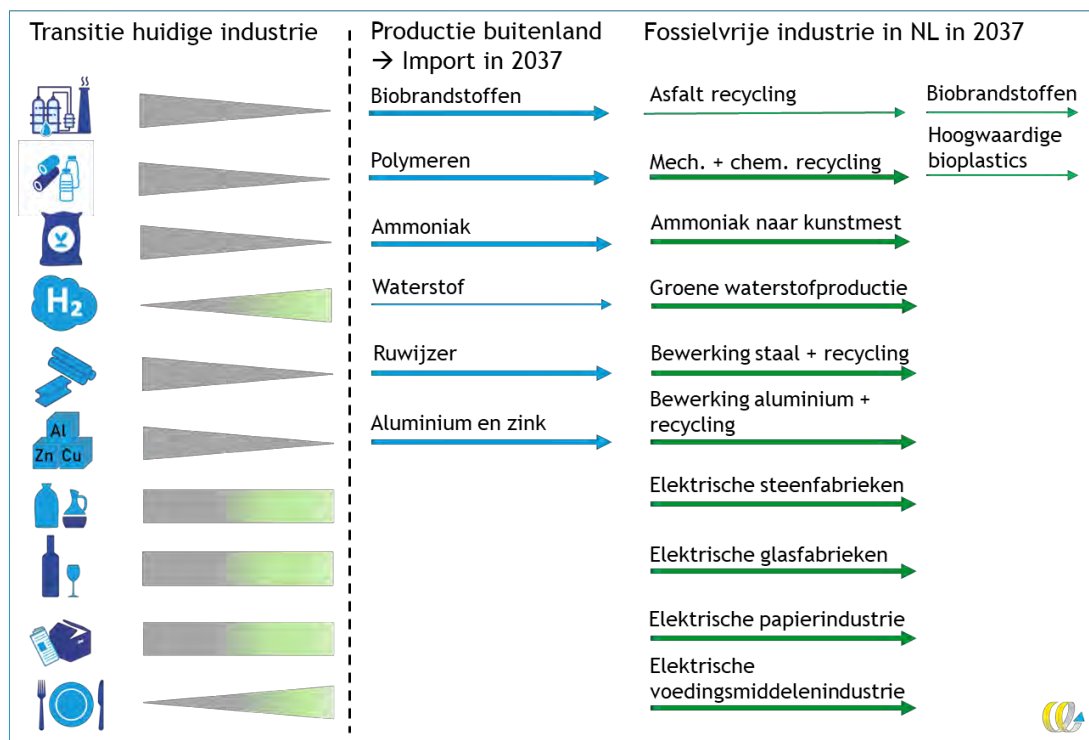 Transitie huidige industrie
Productie buitenland
→ Import in 2037
Fossielvrije industrie in NL in 2037
Biobrandstoffen
Asfalt recycling
Biobrandstoffen
Polymeren
Mech. + chem. recycling
Hoogwaardige
bioplastics
Ammoniak
Ammoniak naar kunstmest
H2
Waterstof
Groene waterstofproductie
Ruwijzer
Bewerking staal + recycling
Al
Zn Cu
Aluminium en zink
Bewerking aluminium +
recycling
Elektrische steenfabrieken
Elektrische glasfabrieken
Elektrische papierindustrie
Elektrische
voedingsmiddelenindustrie